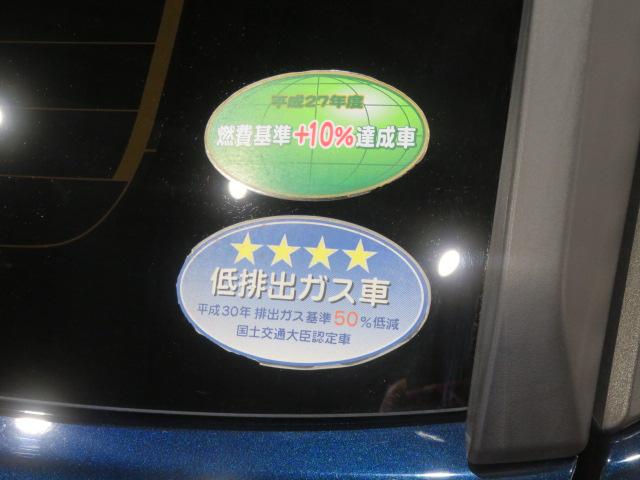 平成27年度
燃費基準+10%達成車
低排出ガス車
平成30年 排出ガス基準50%低減
国土交通大臣認定車